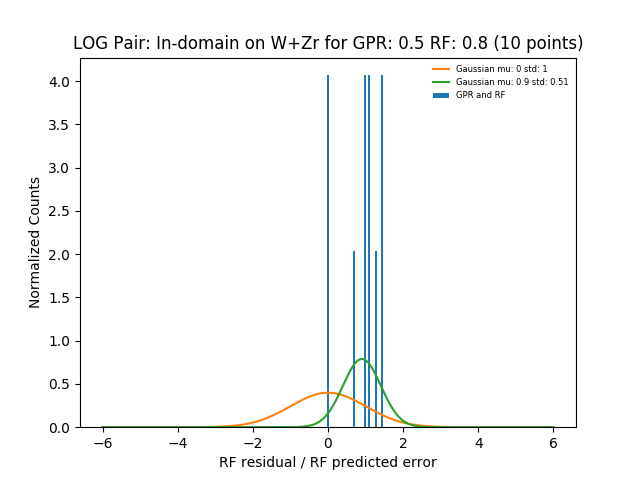 LOG Pair: In-domain on W+Zr for GPR: 0.5 RF: 0.8 (10 points)
Gaussian mu: 0 std: 1
Gaussian mu: 0.9 std: 0.51
GPR and RF
Normalized Counts
4.0
3.5
3.0
2.5
2.0
1.5
1.0
0.5
0.0
−6 −4 −2 0 2 4 6
RF residual / RF predicted error